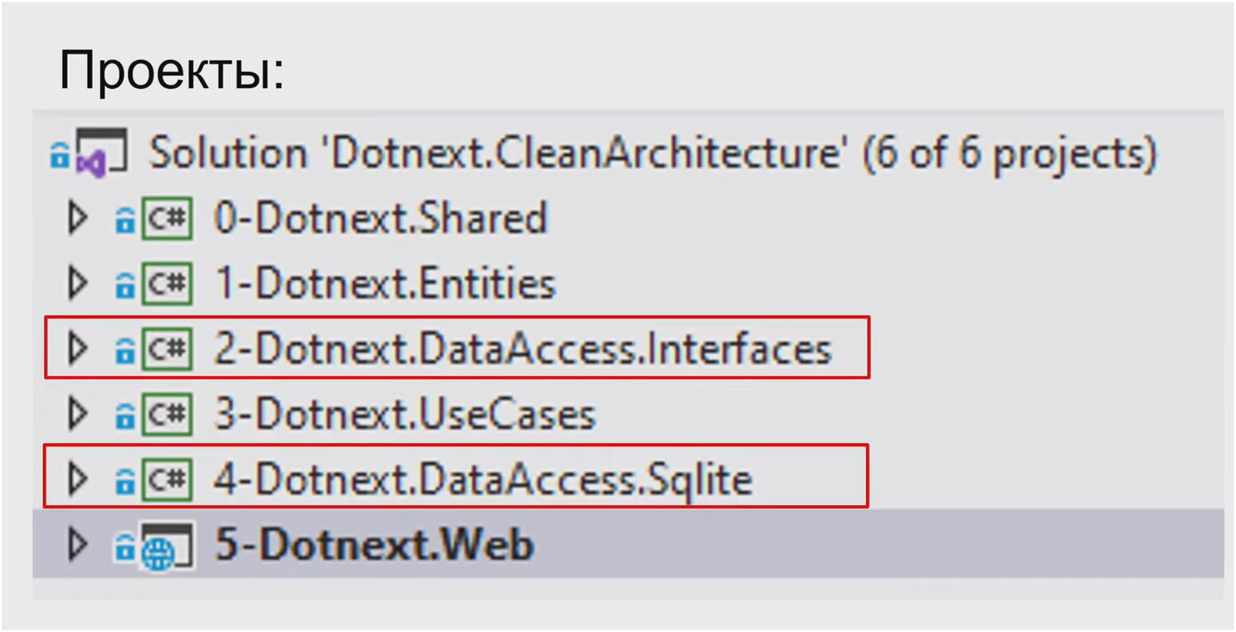 Проекты:
Solution 'Dotnext.CleanArchitecture' (6 of 6 projects)
C# 0-Dotnext.Shared
C# 1-Dotnext.Entities
C# 2-Dotnext.DataAccess.Interfaces
C# 3-Dotnext.UseCases
C# 4-Dotnext.DataAccess.Sqlite
5-Dotnext.Web